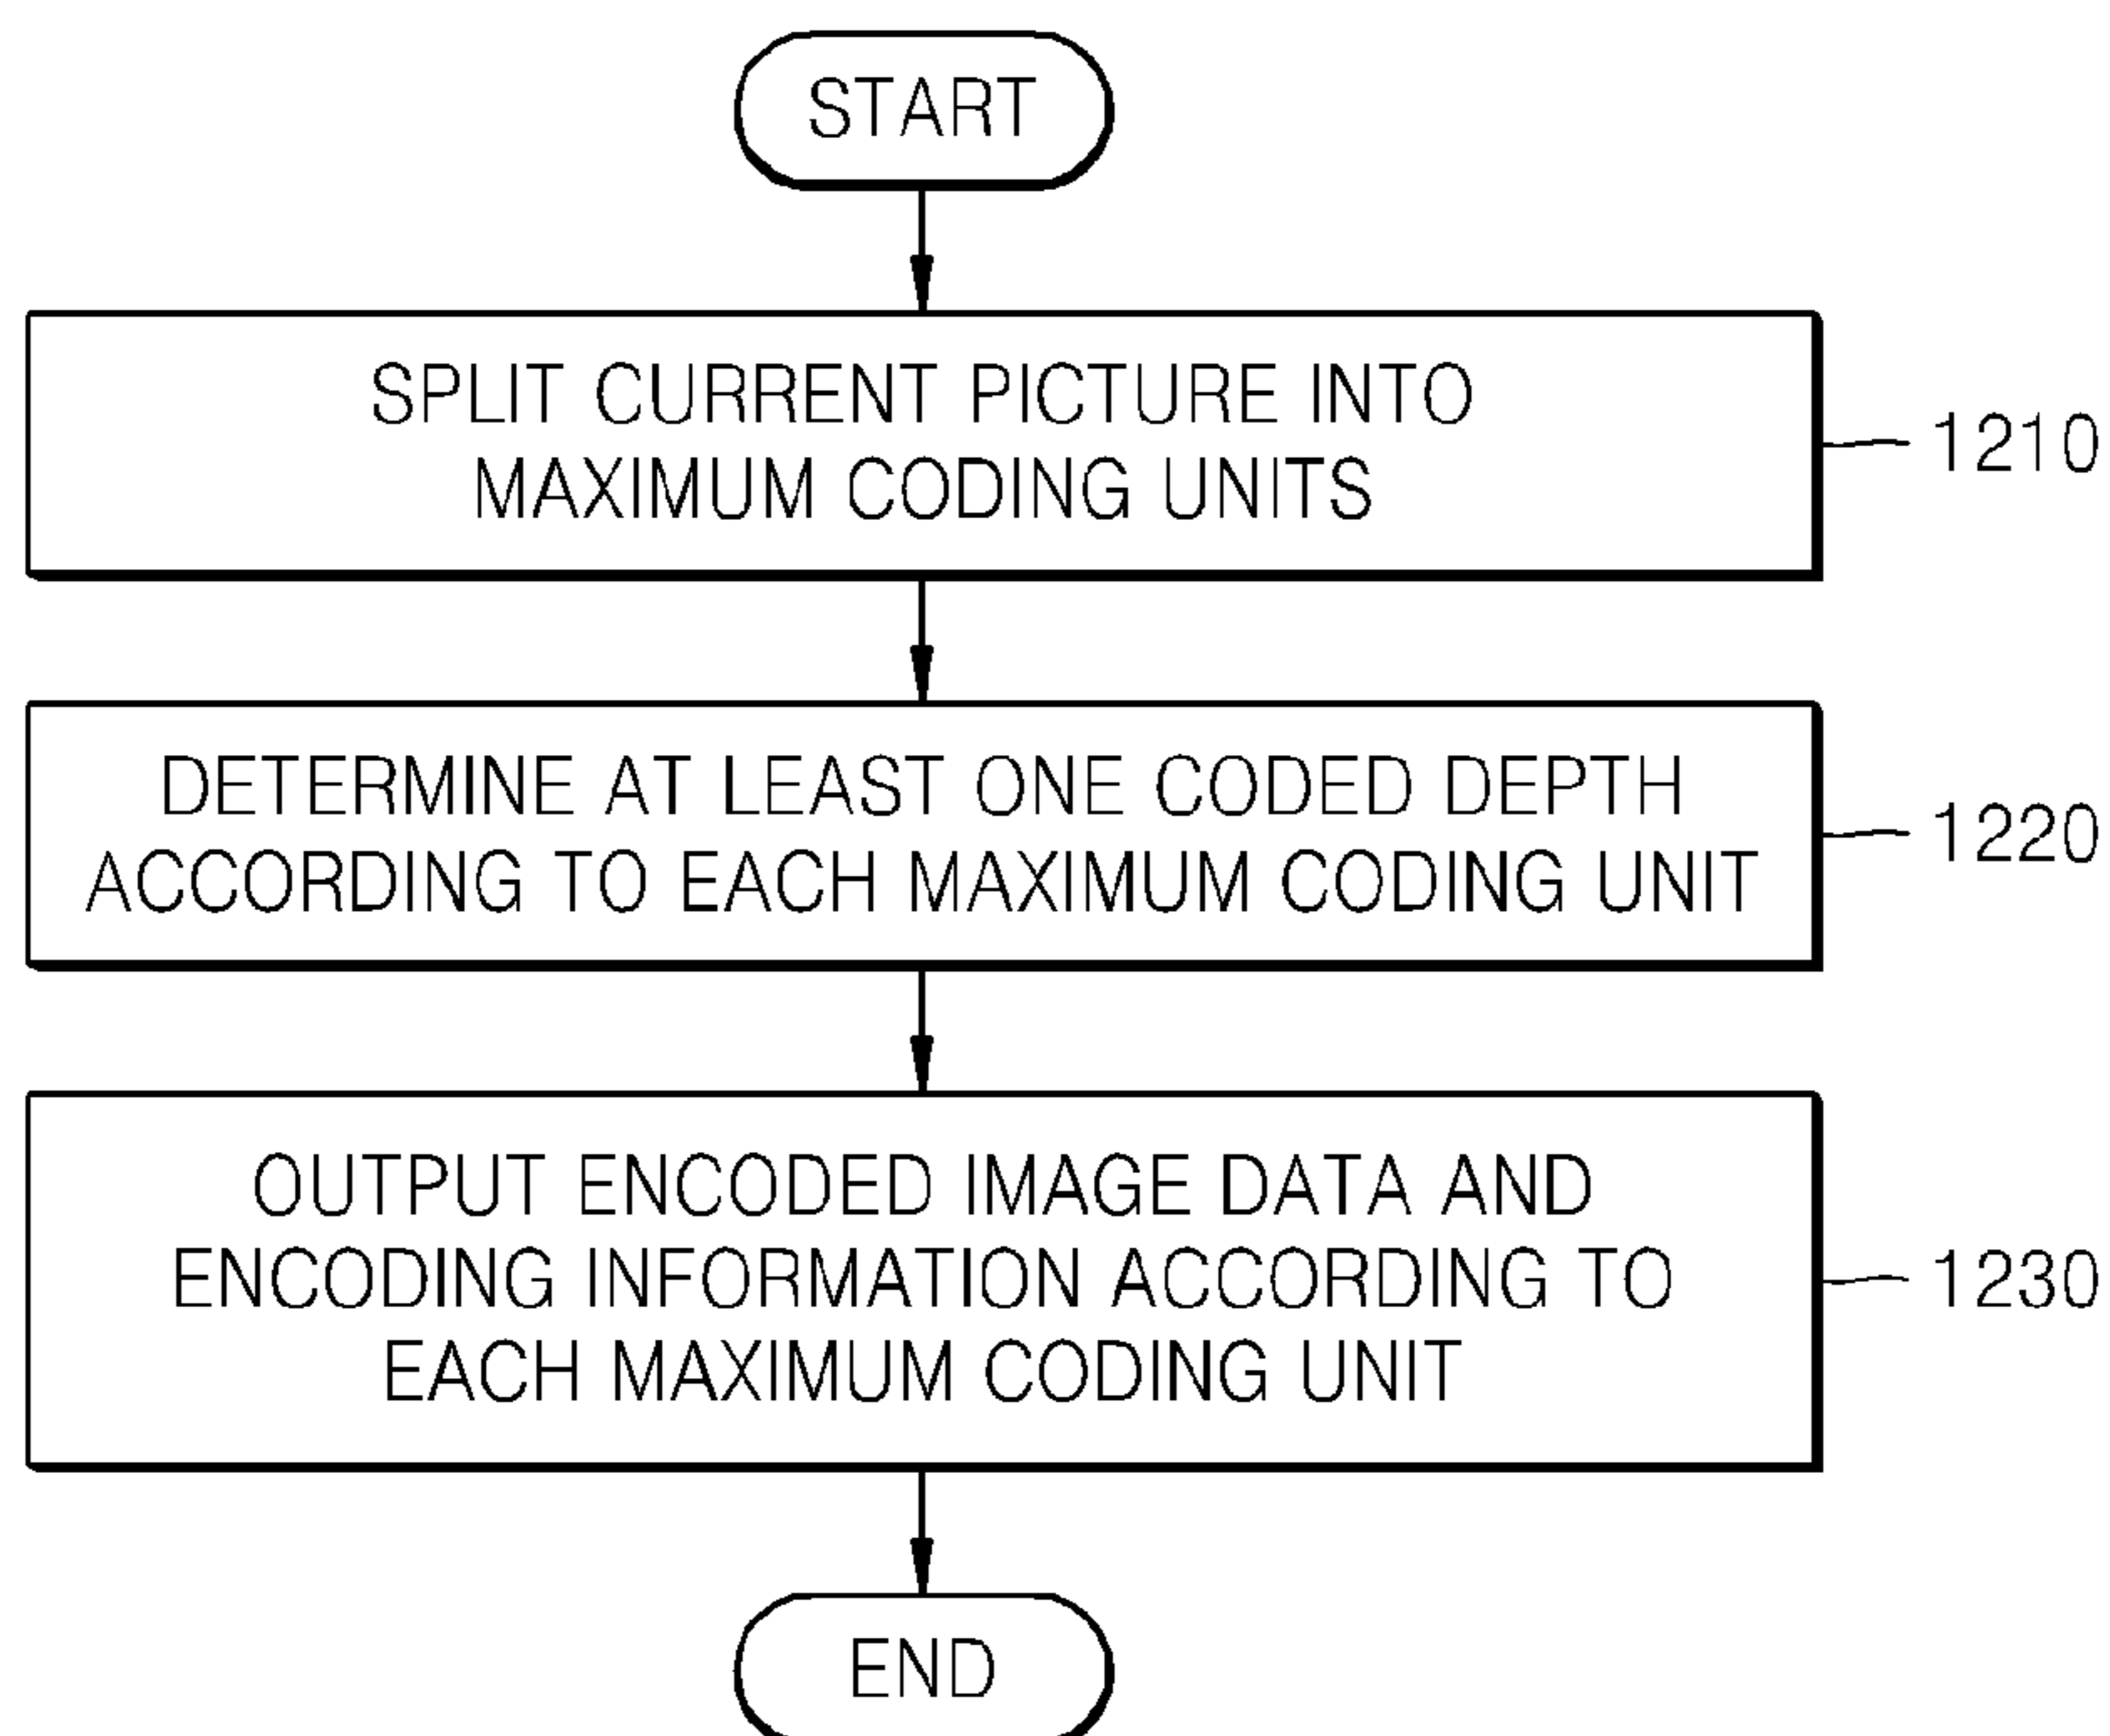 START
SPLIT CURRENT PICTURE INTO
MAXIMUM CODING UNITS
1210
DETERMINE AT LEAST ONE CODED DEPTH
ACCORDING TO EACH MAXIMUM CODING UNIT
1220
OUTPUT ENCODED IMAGE DATA AND
ENCODING INFORMATION ACCORDING TO
EACH MAXIMUM CODING UNIT
1230
END